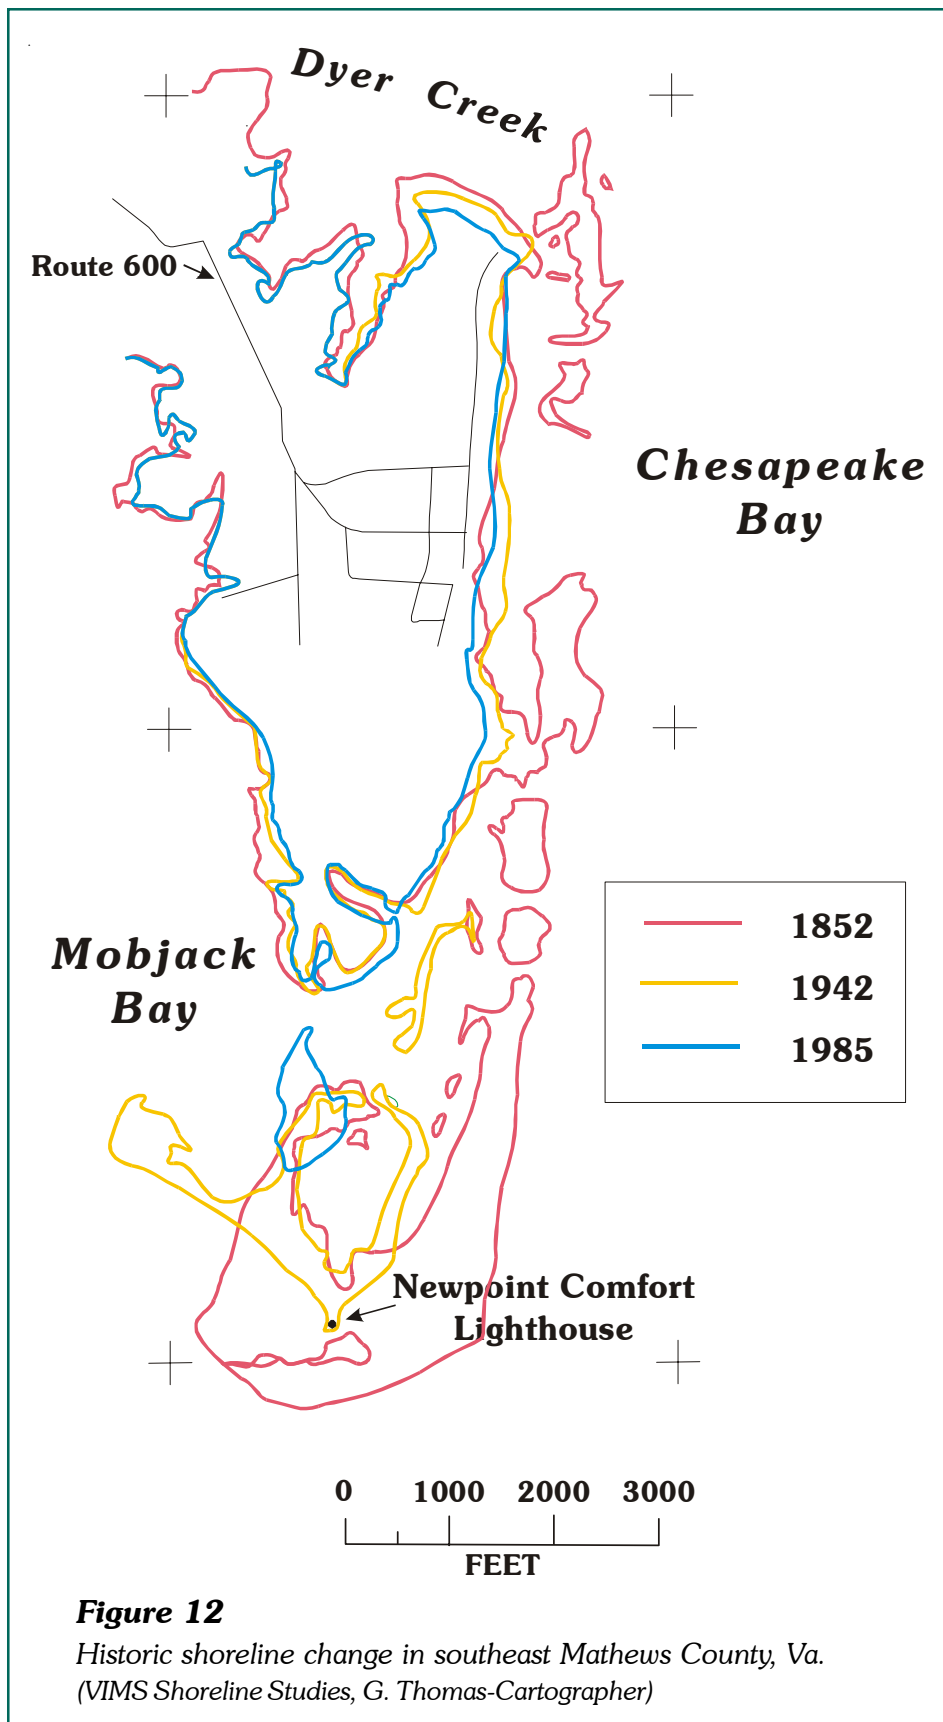 Dyer Creek
Route 600
Chesapeake
Bay
1852
1942
1985
Mobjack
Bay
Newpoint Comfort
Lighthouse
0 1000 2000 3000
FEET
Figure 12
Historic shoreline change in southeast Mathews County, Va.
(VIMS Shoreline Studies, G. Thomas-Cartographer)